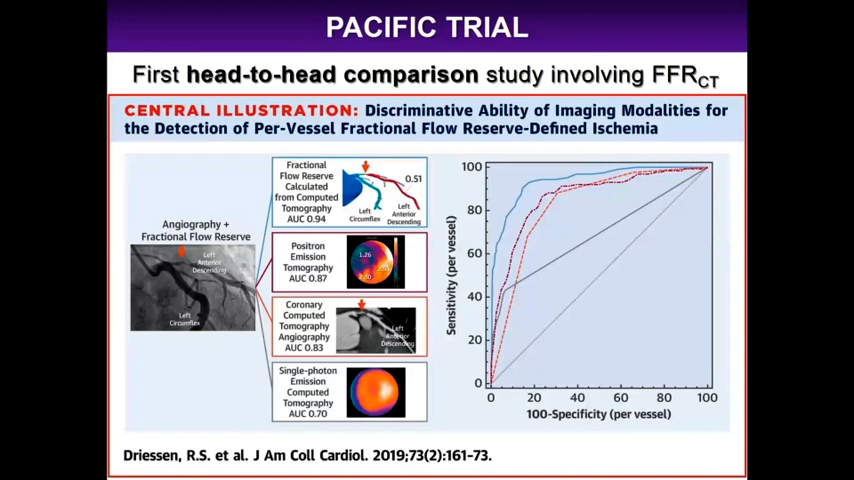 PACIFIC TRIAL
First head-to-head comparison study involving FFRCT
CENTRAL ILLUSTRATION: Discriminative Ability of Imaging Modalities for
the Detection of Per-Vessel Fractional Flow Reserve-Defined Ischemia
Angiography +
Fractional Flow Reserve
Left
Anterior
Descending
Left
Circumflex
Fractional
Flow Reserve
Calculated
from Computed
Tomography
AUC 0.94
0.51
Left
Circumflex
Left
Anterior
Descending
Positron
Emission
Tomography
AUC 0.87
1.26
Coronary
Computed
Tomography
Angiography
AUC 0.83
Left
Anterior
Descending
Single-photon
Emission
Computed
Tomography
AUC 0.70
Sensitivity (per vessel)
100
80
60
40
20
0
0
20
40
60
80
100
100-Specificity (per vessel)
Driessen, R.S. et al. J Am Coll Cardiol. 2019;73(2):161-73.